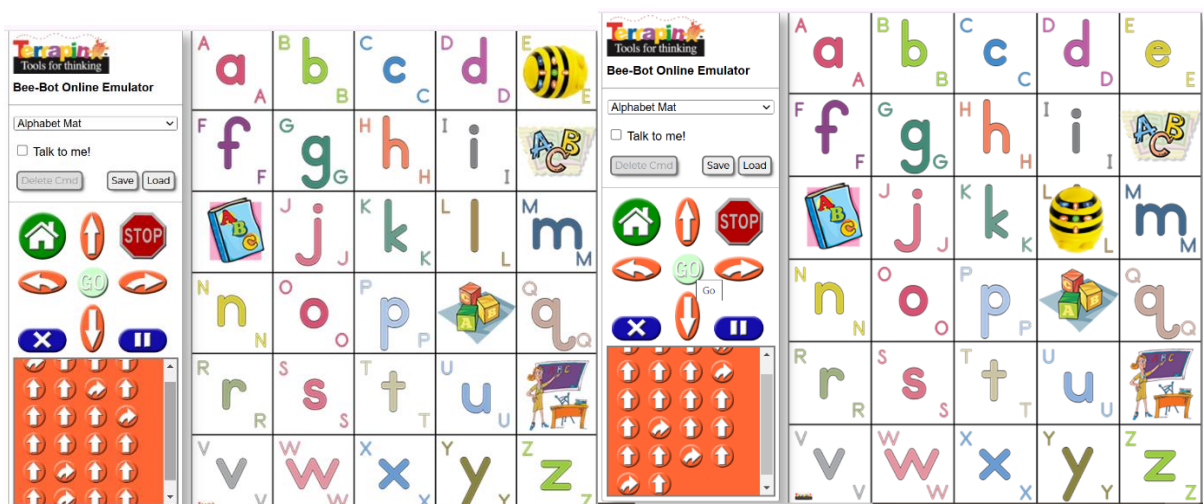 Terrapin
Tools for thinking
Bee-Bot Online Emulator
Alphabet Mat
Talk to me!
Delete Cmd Save Load
STOP
GO
A a A B b B C c C D d D E E
F f F G g G H h H I i I A B C
A B C J j J K k K L l L M m M
N n N O o O P p P A B C Q q Q
R r R S s S T t T U u U A B C
V v W w X x Y y Z z
Terrapin
Tools for thinking
Bee-Bot Online Emulator
Alphabet Mat
Talk to me!
Delete Cmd Save Load
STOP
GO
Go
A a A B b B C c C D d D E e E
F f F G g G H h H I i I A B C
A B C J j J K k K L L M m M
N n N O o O P p P A B C Q q Q
R r R S s S T t T U u U A B C
V v W w X x Y y Z z